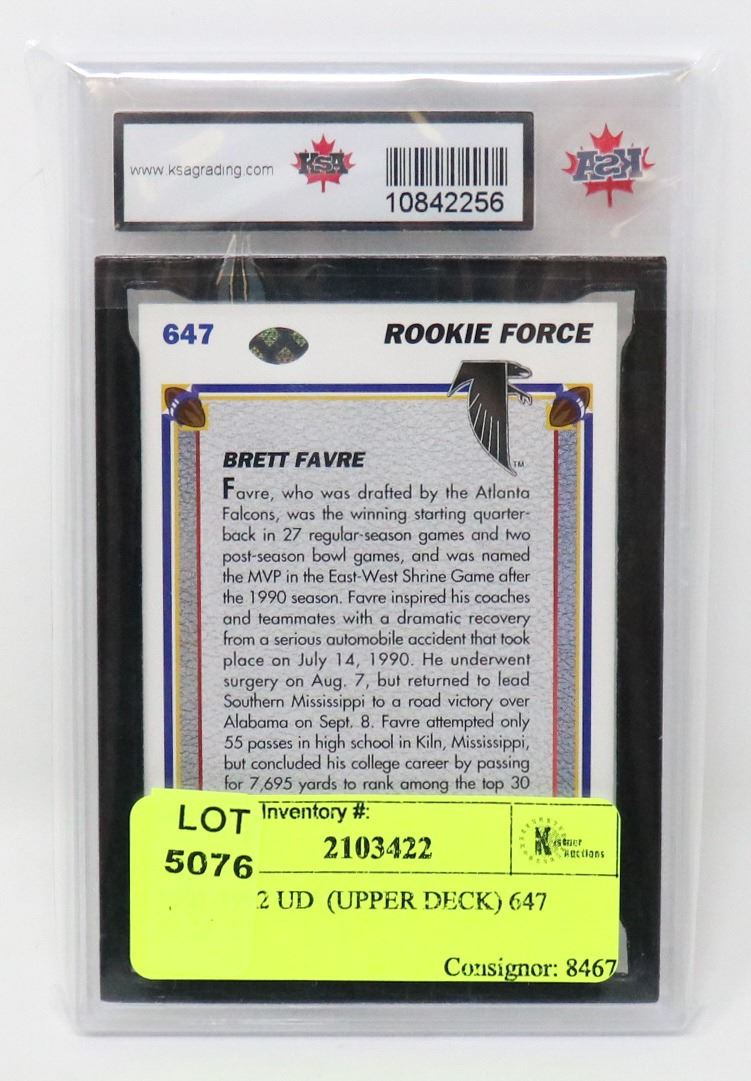 www.ksagrading.com
KSA
10842256
KSA
647
ROOKIE FORCE
TM
BRETT FAVRE
Favre, who was drafted by the Atlanta
Falcons, was the winning starting quarter-
back in 27 regular-season games and two
post-season bowl games, and was named
the MVP in the East-West Shrine Game after
the 1990 season. Favre inspired his coaches
and teammates with a dramatic recovery
from a serious automobile accident that took
place on July 14, 1990. He underwent
surgery on Aug. 7, but returned to lead
Southern Mississippi to a road victory over
Alabama on Sept. 8. Favre attempted only
55 passes in high school in Kiln, Mississippi,
but concluded his college career by passing
for 7,695 yards to rank among the top 30
LOT
5076
Inventory #:
2103422
Kastner
Auctions
2 UD (UPPER DECK) 647
Consignor: 8467